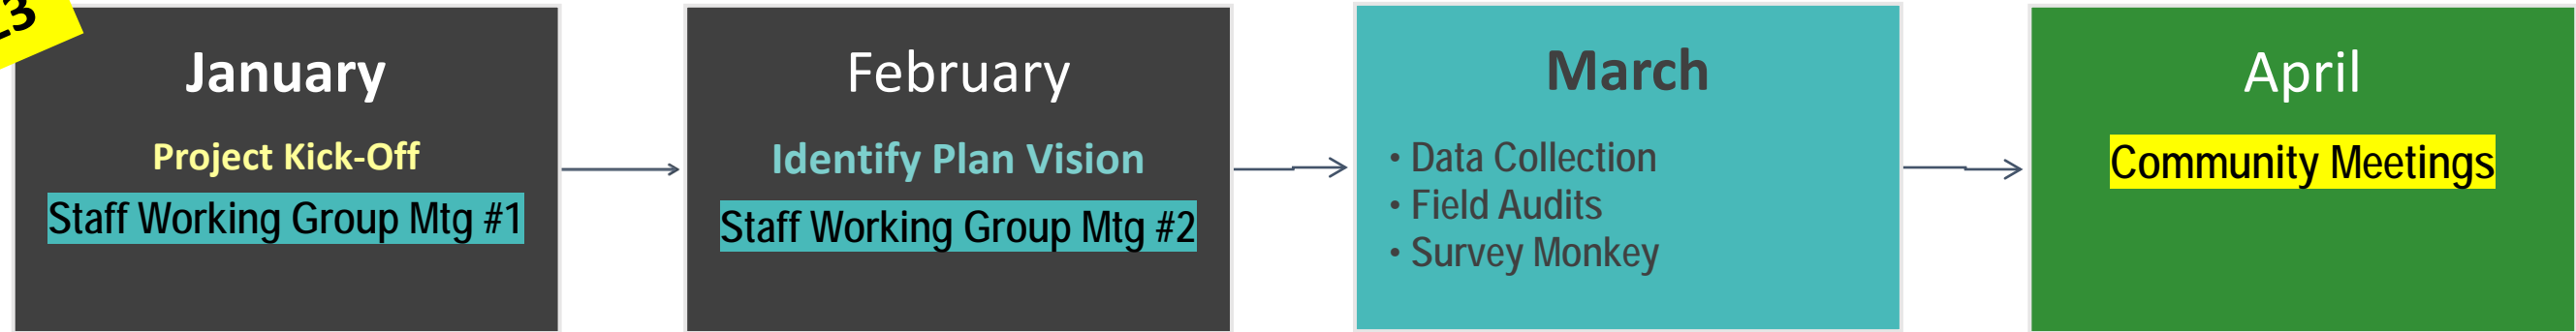 January
Project Kick-Off
Staff Working Group Mtg #1
February
Identify Plan Vision
Staff Working Group Mtg #2
March
• Data Collection
• Field Audits
• Survey Monkey
April
Community Meetings